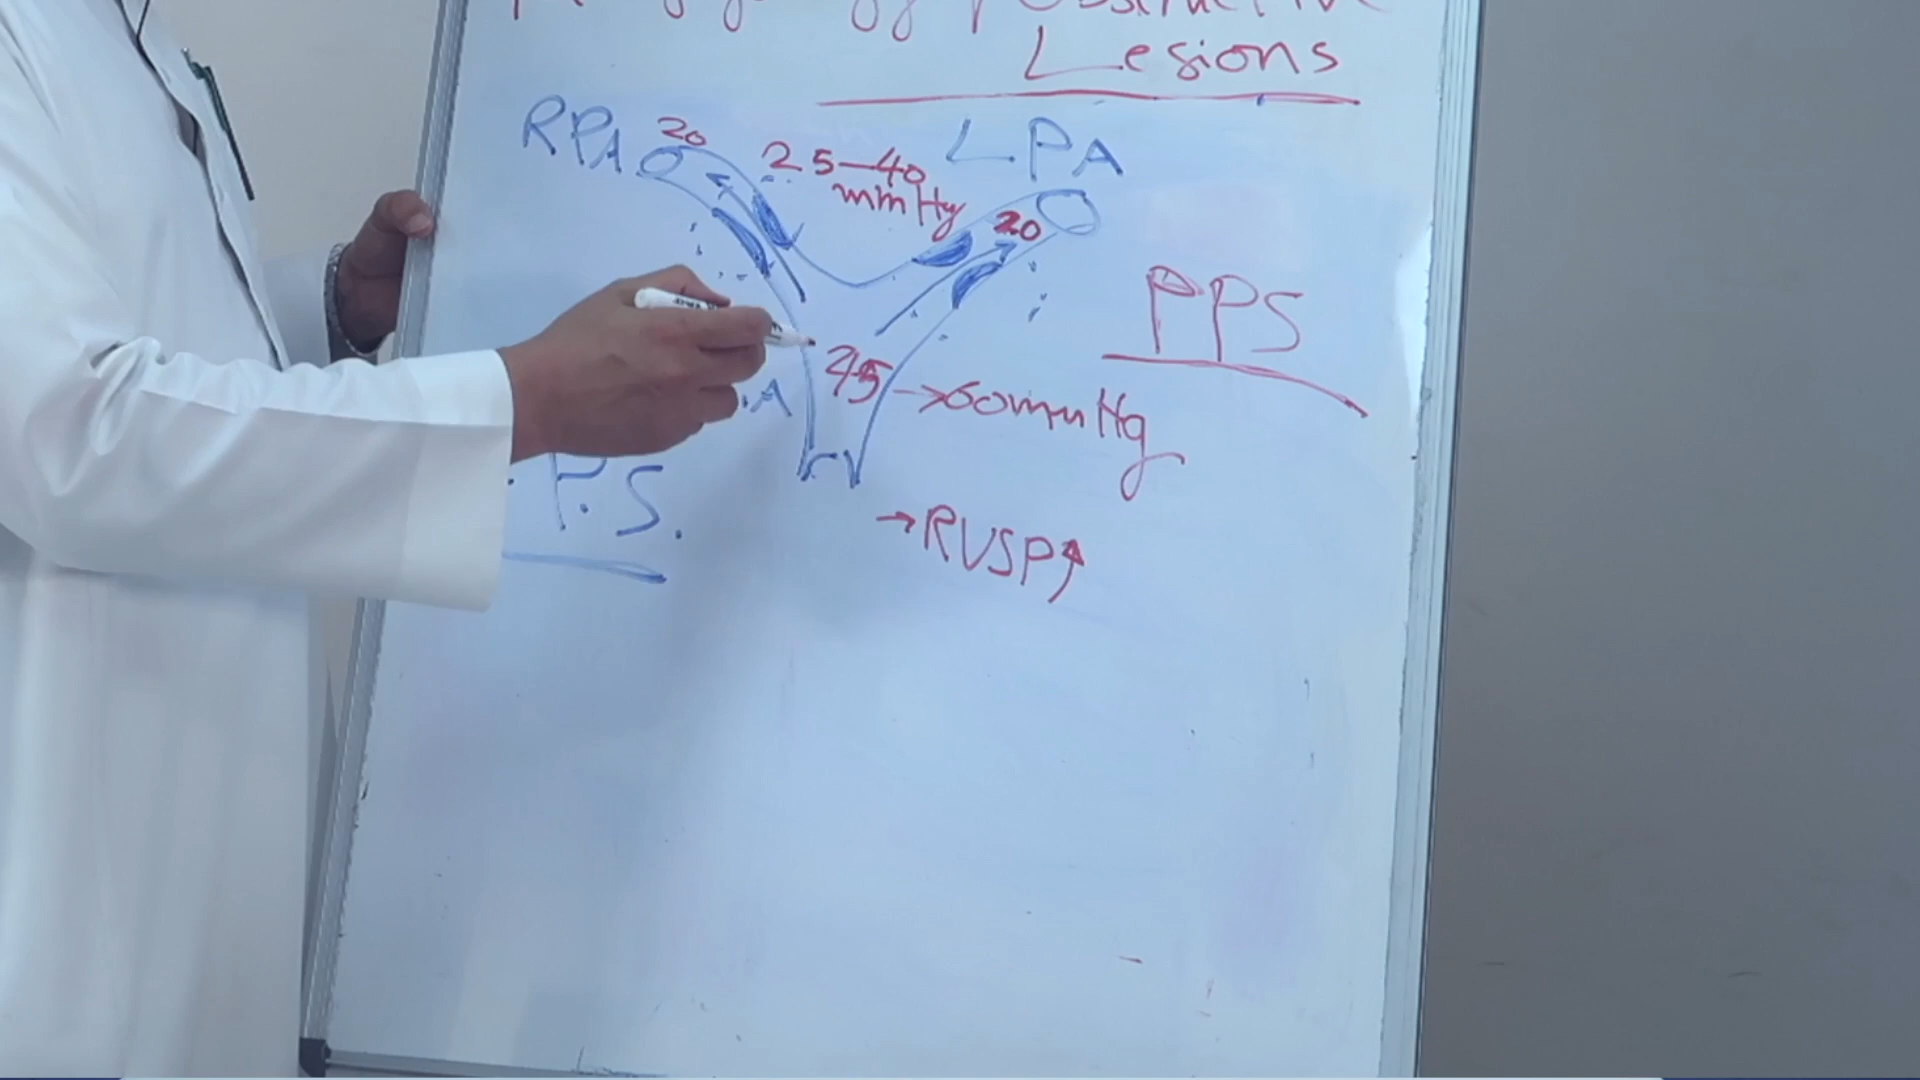 Lesions
RPA
20
25-40
mmHg
LPA
20
PPS
45 → 60mmHg
.A
P.S.
→ RVSP↑